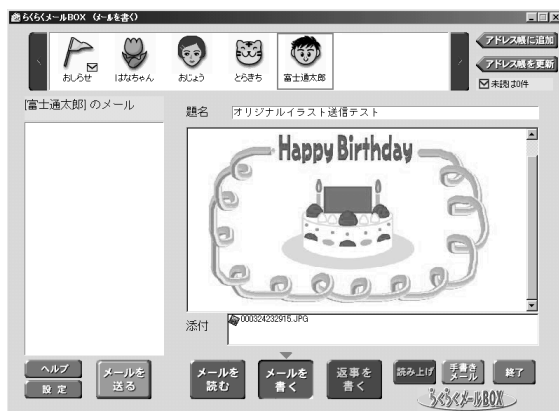 らくらくメールBOX (メールを書く)
アドレス帳に追加
アドレス帳を更新
未読は0件
おしらせ
はなちゃん
おじょう
とらきち
富士通太郎
[富士通太郎] のメール
題名
オリジナルイラスト送信テスト
Happy Birthday
添付
000324232915.JPG
ヘルプ
設定
メールを
送る
メールを
読む
メールを
書く
返事を
書く
読み上げ
手書き
メール
終了
らくらくメールBOX